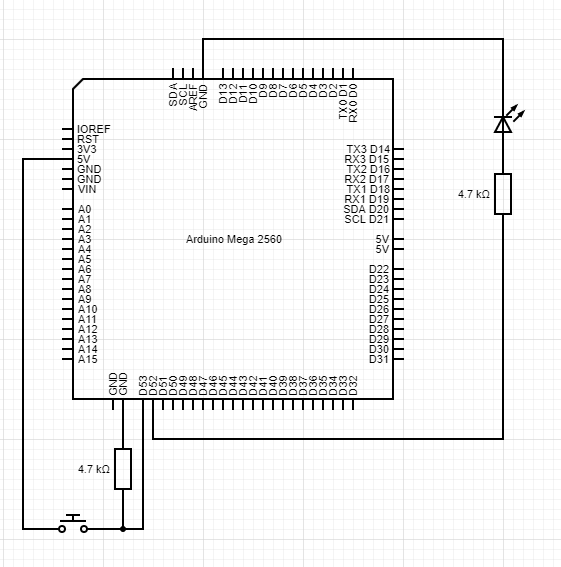 SDA
SCL
AREF
GND
D13
D12
D11
D10
D9
D8
D7
D6
D5
D4
D3
D2
TX0 D1
RX0 D0
IOREF
RST
3V3
5V
GND
GND
VIN
A0
A1
A2
A3
A4
A5
A6
A7
A8
A9
A10
A11
A12
A13
A14
A15
Arduino Mega 2560
TX3 D14
RX3 D15
TX2 D16
RX2 D17
TX1 D18
RX1 D19
SDA D20
SCL D21
5V
5V
D22
D23
D24
D25
D26
D27
D28
D29
D30
D31
4.7 kΩ
GND
GND
D53
D52
D51
D50
D49
D48
D47
D46
D45
D44
D43
D42
D41
D40
D39
D38
D37
D36
D35
D34
D33
D32
4.7 kΩ